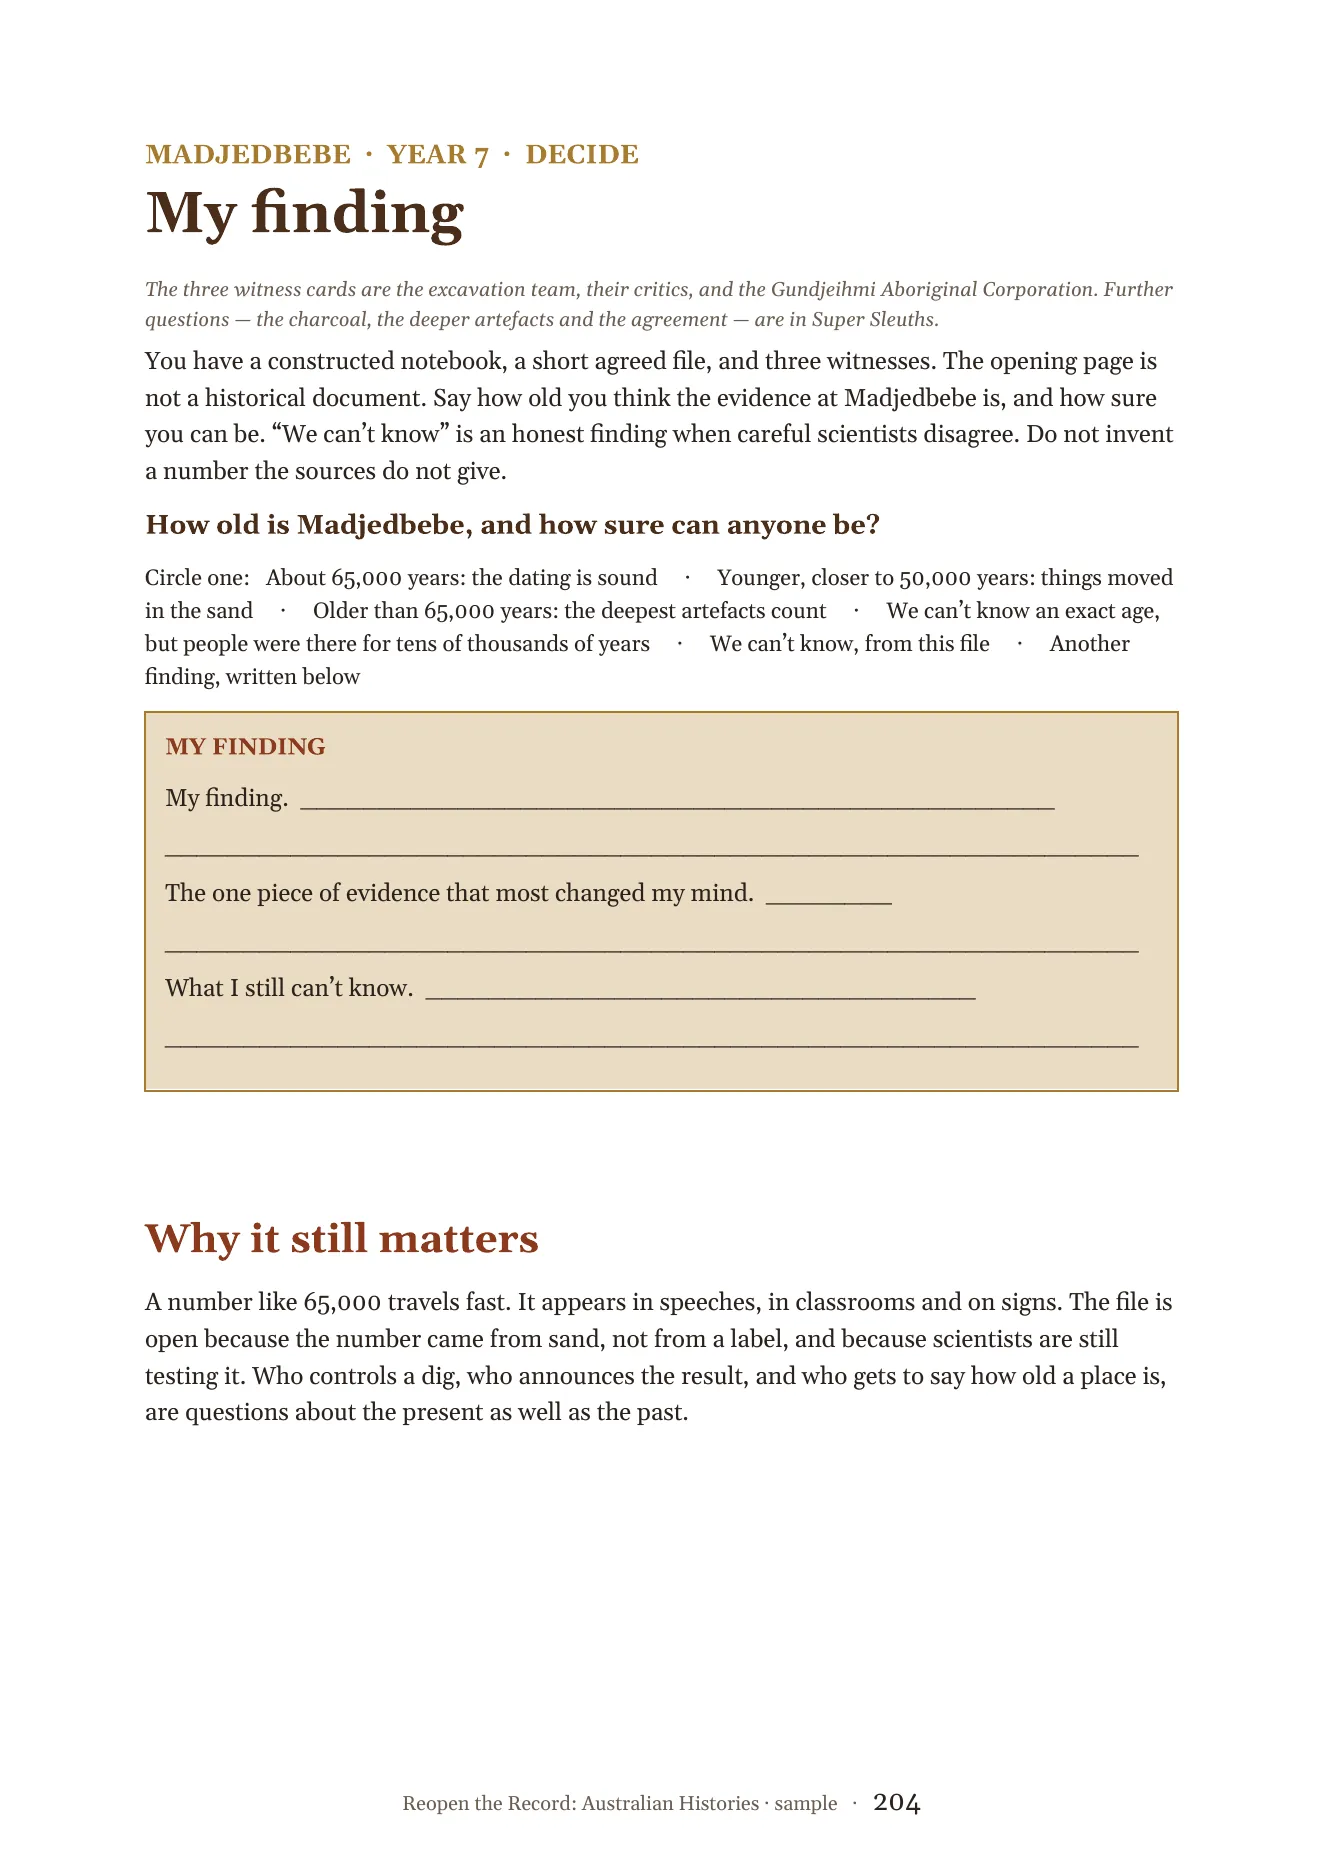 MADJEDBEBE · YEAR 7 · DECIDE
My finding
The three witness cards are the excavation team, their critics, and the Gundjeihmi Aboriginal Corporation. Further
questions — the charcoal, the deeper artefacts and the agreement — are in Super Sleuths.
You have a constructed notebook, a short agreed file, and three witnesses. The opening page is
not a historical document. Say how old you think the evidence at Madjedbebe is, and how sure
you can be. “We can’t know” is an honest finding when careful scientists disagree. Do not invent
a number the sources do not give.
How old is Madjedbebe, and how sure can anyone be?
Circle one: About 65,000 years: the dating is sound · Younger, closer to 50,000 years: things moved
in the sand · Older than 65,000 years: the deepest artefacts count · We can’t know an exact age,
but people were there for tens of thousands of years · We can’t know, from this file · Another
finding, written below
MY FINDING
My finding.
The one piece of evidence that most changed my mind.
What I still can’t know.
Why it still matters
A number like 65,000 travels fast. It appears in speeches, in classrooms and on signs. The file is
open because the number came from sand, not from a label, and because scientists are still
testing it. Who controls a dig, who announces the result, and who gets to say how old a place is,
are questions about the present as well as the past.
Reopen the Record: Australian Histories · sample · 204